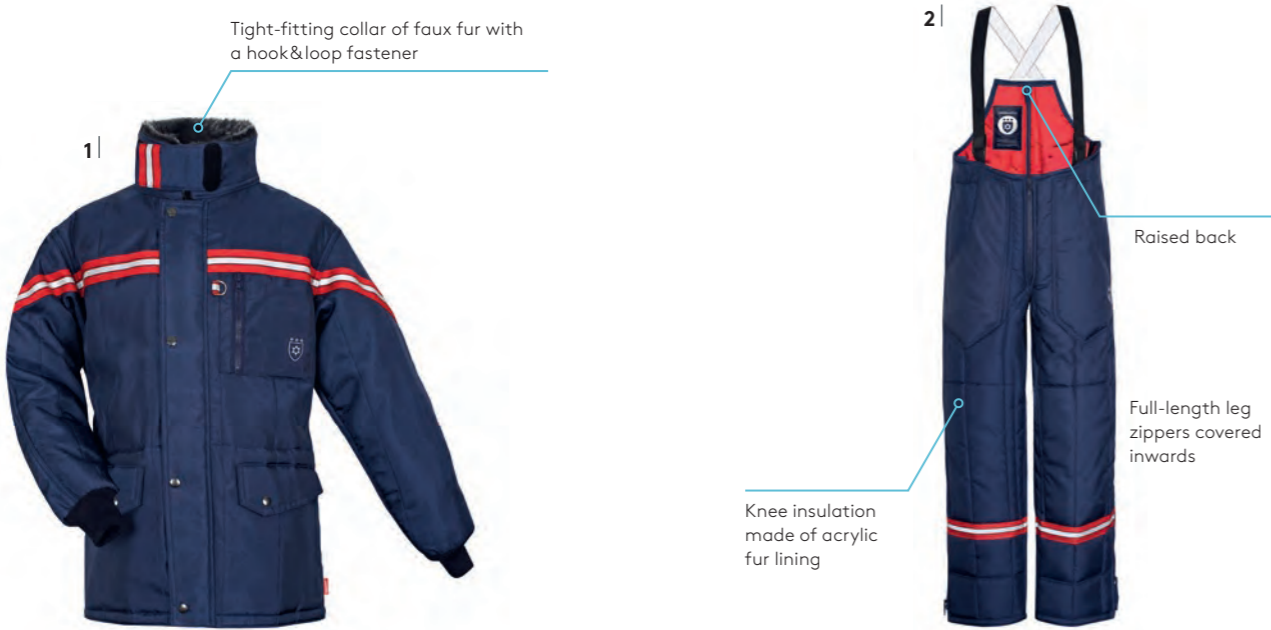 Tight-fitting collar of faux fur with
a hook&loop fastener
1
2
Raised back
Full-length leg
zippers covered
inwards
Knee insulation
made of acrylic
fur lining